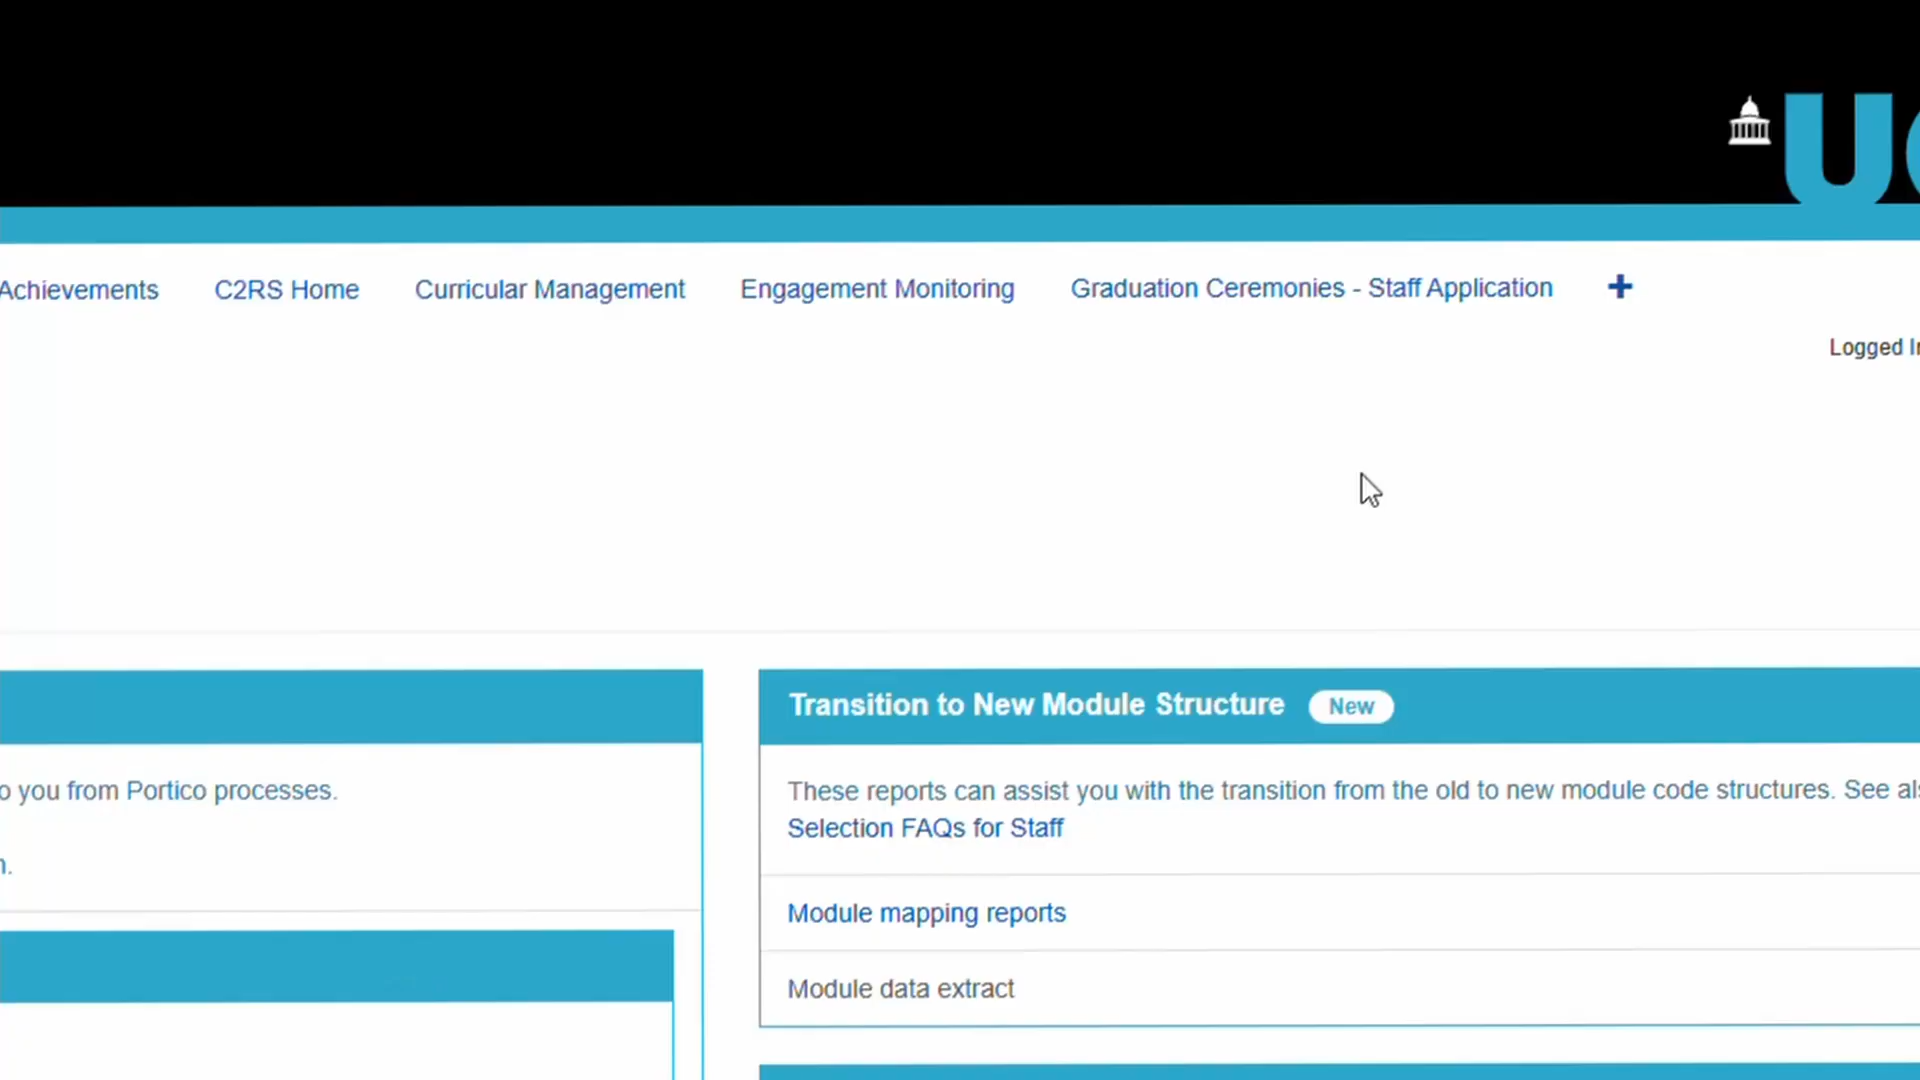 Achievements C2RS Home Curricular Management Engagement Monitoring Graduation Ceremonies - Staff Application +
Logged
Transition to New Module Structure New
you from Portico processes.
These reports can assist you with the transition from the old to new module code structures. See
Selection FAQs for Staff
Module mapping reports
Module data extract